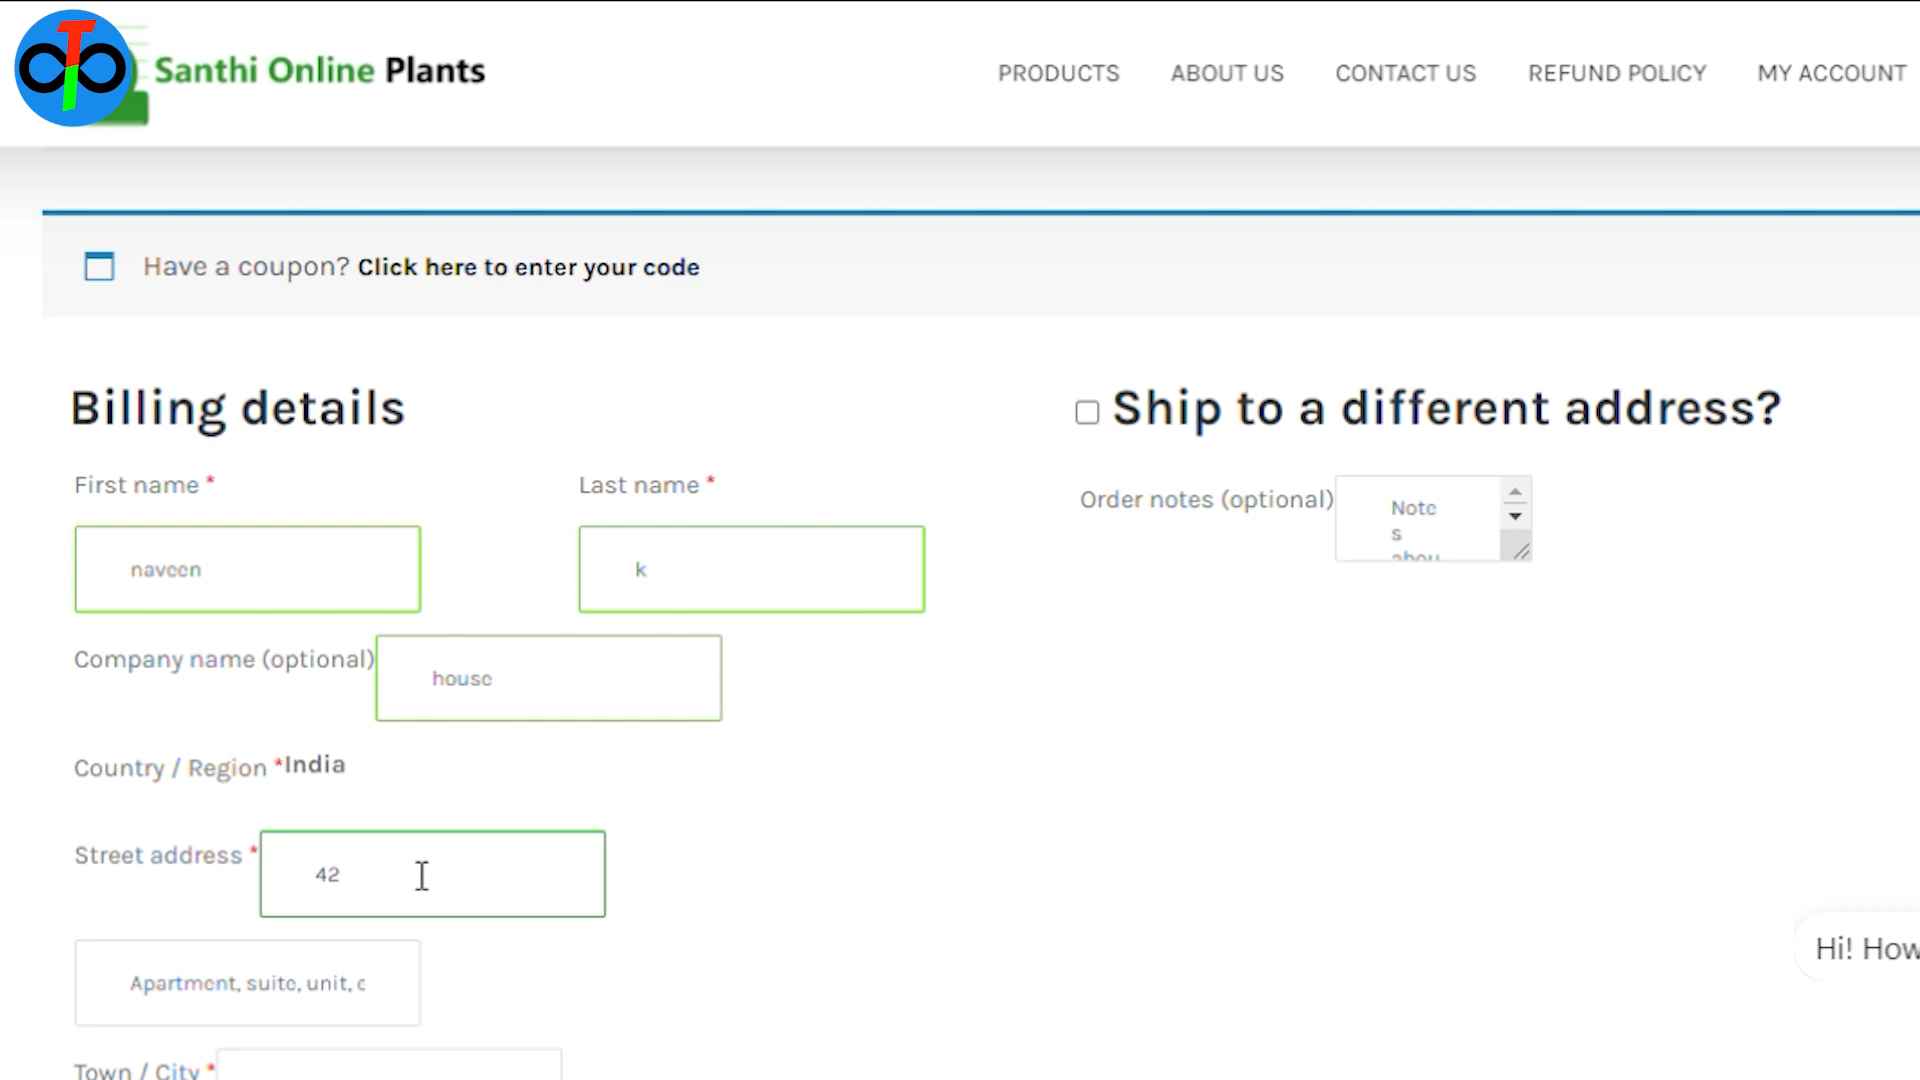 Santhi Online Plants
PRODUCTS ABOUT US CONTACT US REFUND POLICY MY ACCOUNT
Have a coupon? Click here to enter your code
Billing details
Ship to a different address?
First name *
Last name *
Order notes (optional)
Note
s
abou
naveen
k
Company name (optional)
house
Country / Region * India
Street address *
42
Apartment, suite, unit, c
Town / City *
Hi! How